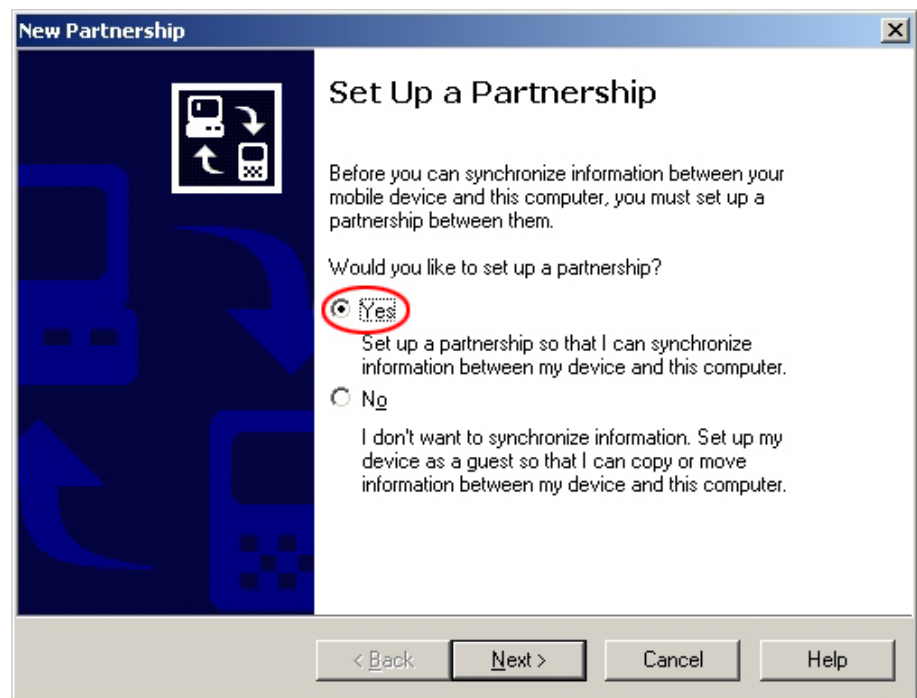 New Partnership
Set Up a Partnership
Before you can synchronize information between your
mobile device and this computer, you must set up a
partnership between them.
Would you like to set up a partnership?
Yes
Set up a partnership so that I can synchronize
information between my device and this computer.
No
I don't want to synchronize information. Set up my
device as a guest so that I can copy or move
information between my device and this computer.
< Back
Next >
Cancel
Help